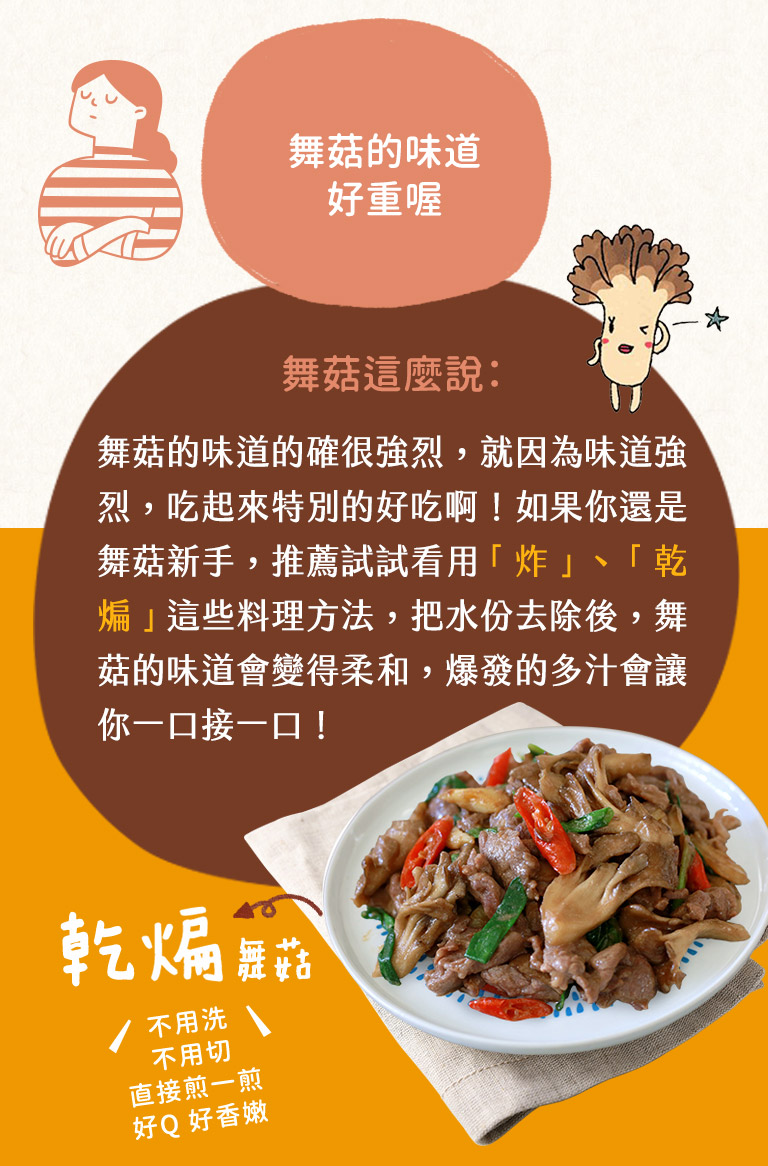 舞菇的味道
好重喔
舞菇這麼說：
舞菇的味道的確很強烈，就因為味道強
烈，吃起來特別的好吃啊！如果你還是
舞菇新手，推薦試試看用「炸」、「乾
煸」這些料理方法，把水份去除後，舞
菇的味道會變得柔和，爆發的多汁會讓
你一口接一口！
乾煸舞菇
不用洗
不用切
直接煎一煎
好Q 好香嫩